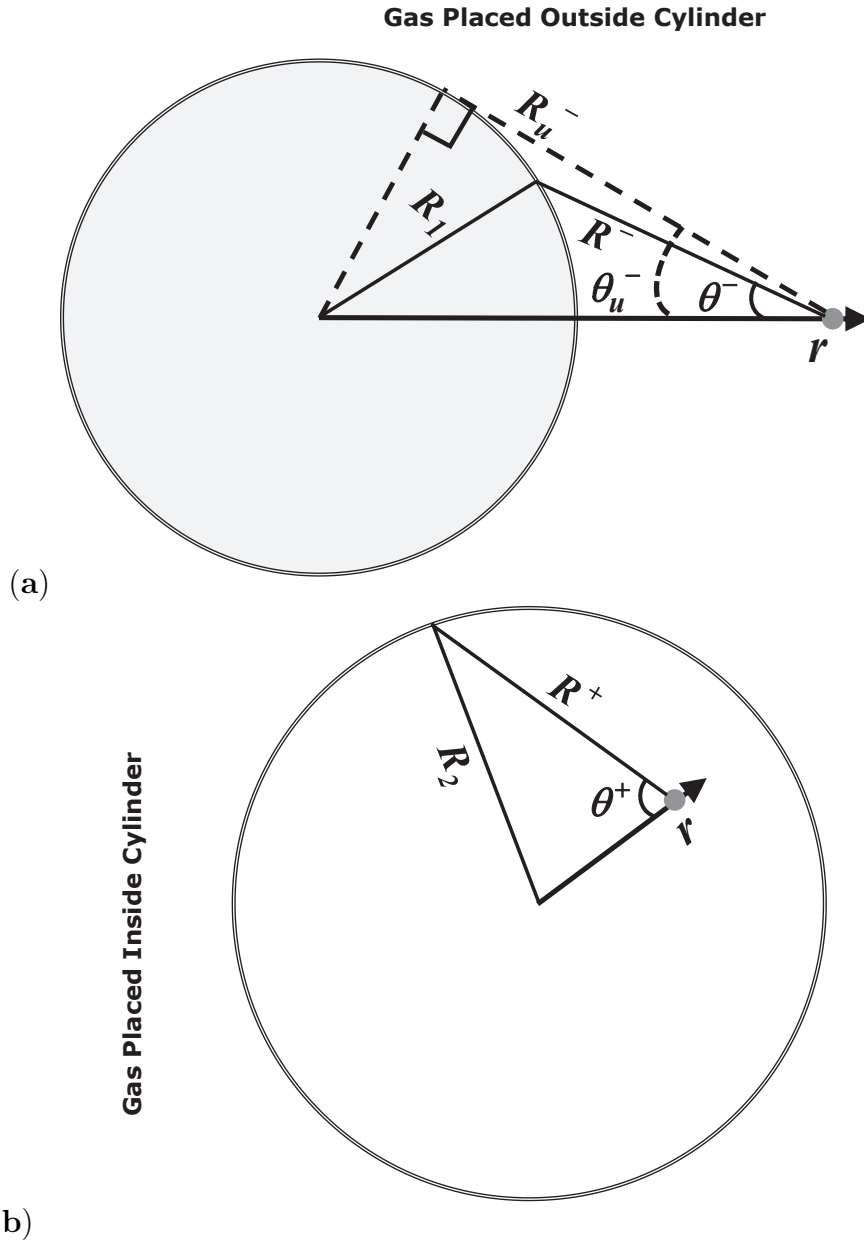 Gas Placed Outside Cylinder
R_u^-
R_1
R^-
θ_u^-
θ^-
r
(a)
R^+
R_2
θ^+
r
Gas Placed Inside Cylinder
b)